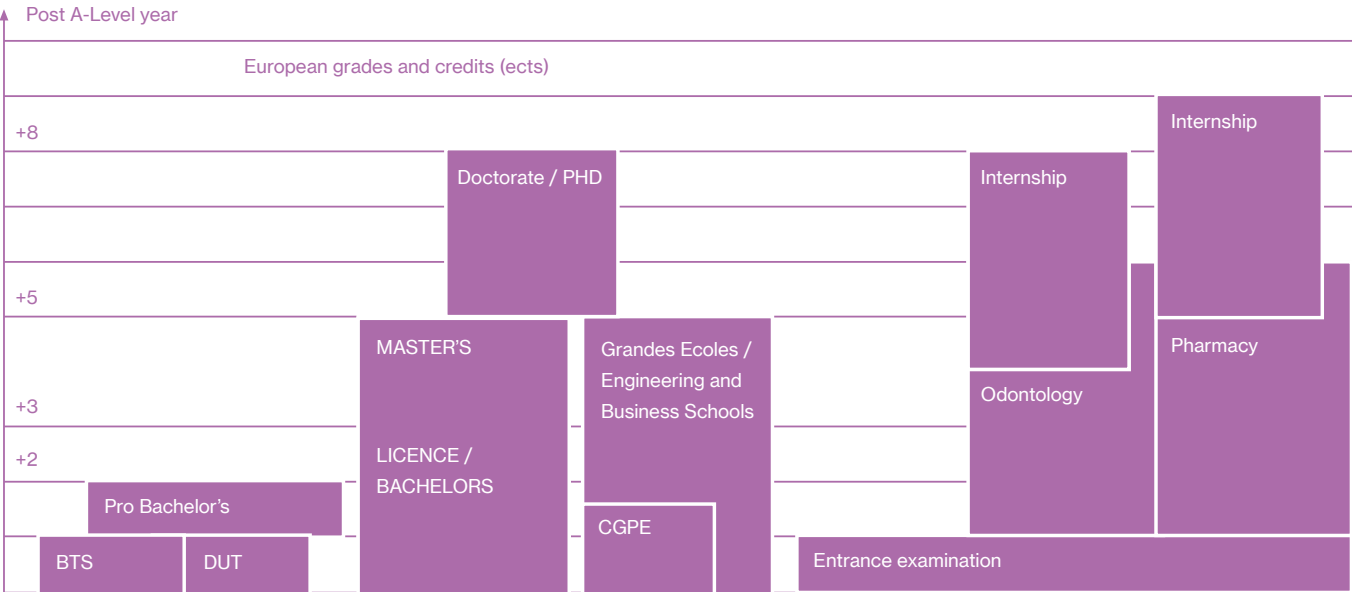 Post A-Level year
European grades and credits (ects)
+8
+5
+3
+2
Doctorate / PHD
MASTER'S
LICENCE /
BACHELORS
Grandes Ecoles /
Engineering and
Business Schools
CGPE
Pro Bachelor’s
BTS
DUT
Internship
Odontology
Internship
Pharmacy
Entrance examination